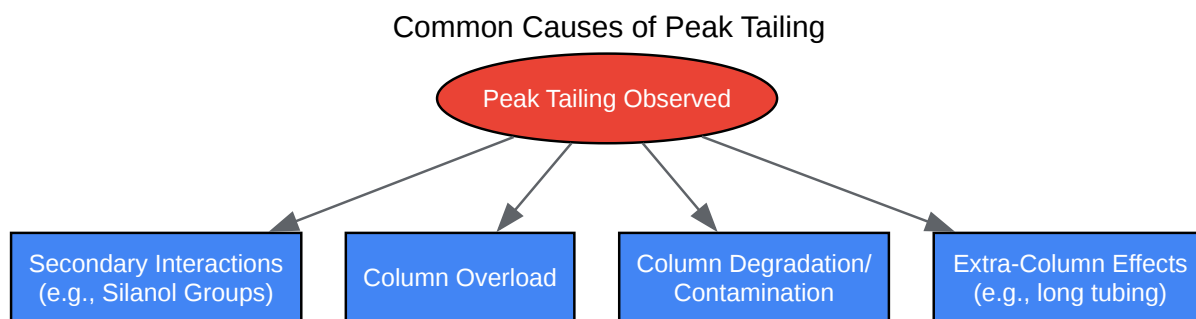 Common Causes of Peak Tailing
Peak Tailing Observed
Secondary Interactions
(e.g., Silanol Groups)
Column Overload
Column Degradation/
Contamination
Extra-Column Effects
(e.g., long tubing)